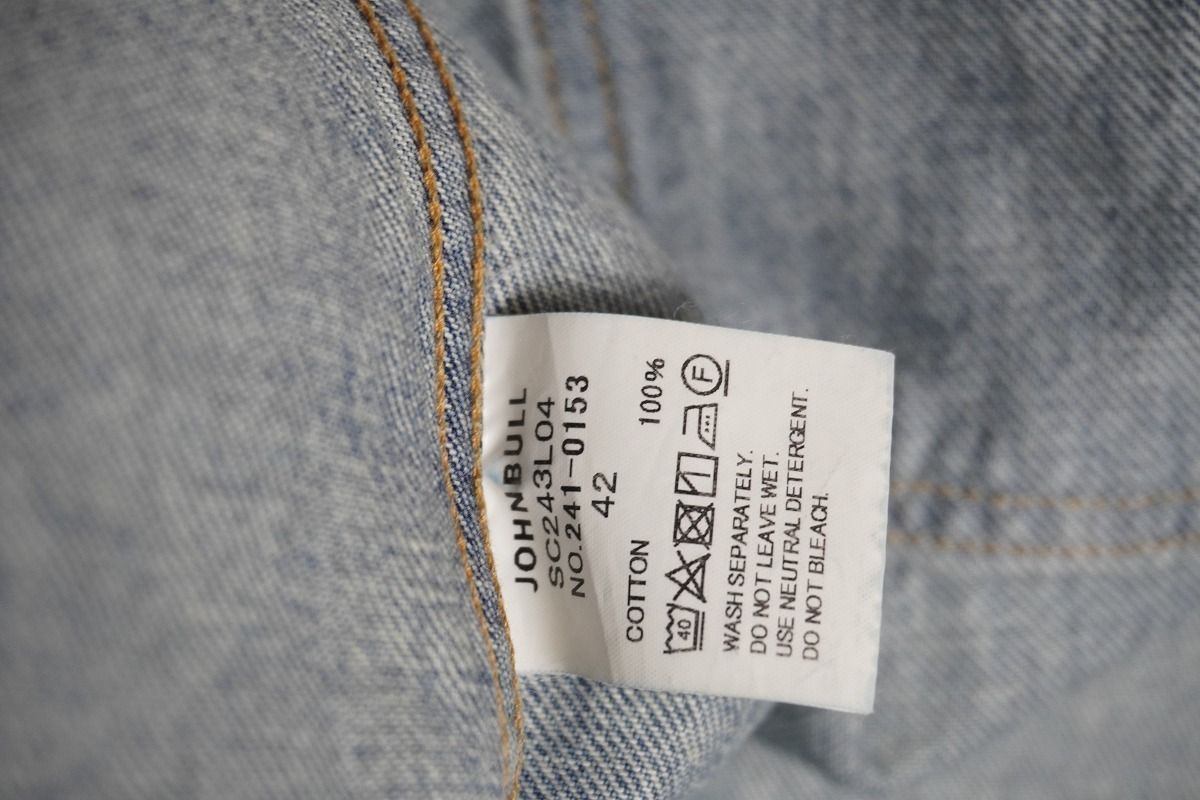 JOHNBULL
SC243L04
NO.241-0153
42
COTTON 100%
40 F
WASH SEPARATELY.
DO NOT LEAVE WET.
USE NEUTRAL DETERGENT.
DO NOT BLEACH.